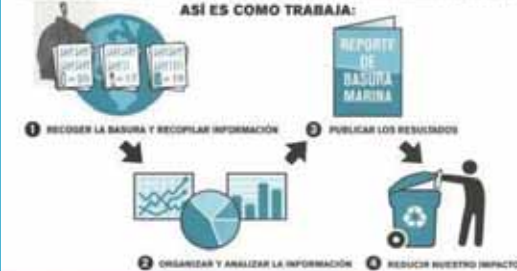 ASÍ ES COMO TRABAJA:
REPORTE
DE
BASURA
MARINA
1 RECOGER LA BASURA Y RECOPILAR INFORMACIÓN
3 PUBLICAR LOS RESULTADOS
2 ORGANIZAR Y ANALIZAR LA INFORMACIÓN
4 REDUCIR NUESTRO IMPACTO